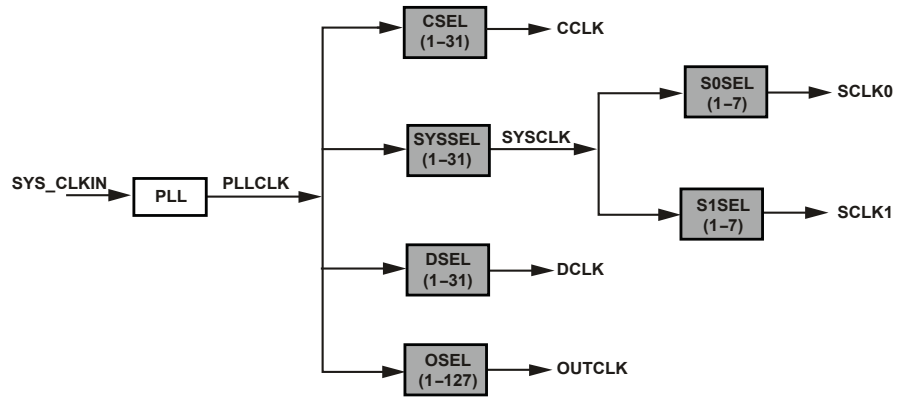 CSEL
(1–31)
CCLK
S0SEL
(1–7)
SCLK0
SYSSEL
(1–31)
SYSCLK
SYS_CLKIN
PLL
PLLCLK
S1SEL
(1–7)
SCLK1
DSEL
(1–31)
DCLK
OSEL
(1–127)
OUTCLK